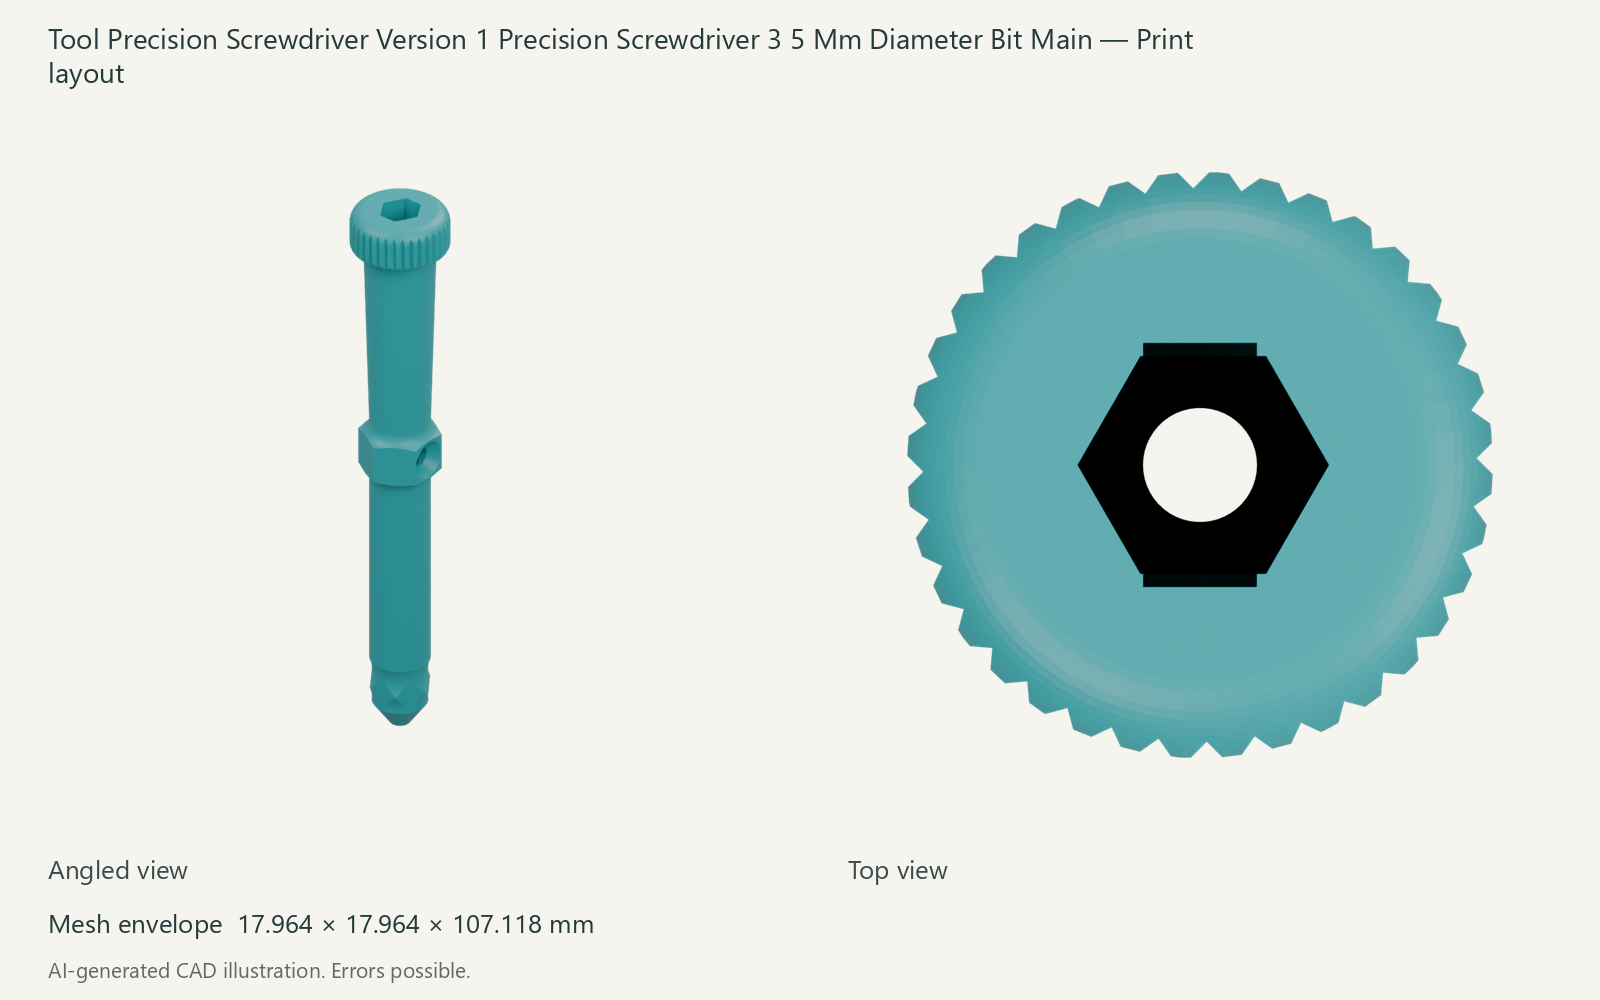 Tool Precision Screwdriver Version 1 Precision Screwdriver 3 5 Mm Diameter Bit Main — Print
layout
Angled view
Top view
Mesh envelope 17.964 × 17.964 × 107.118 mm
AI-generated CAD illustration. Errors possible.